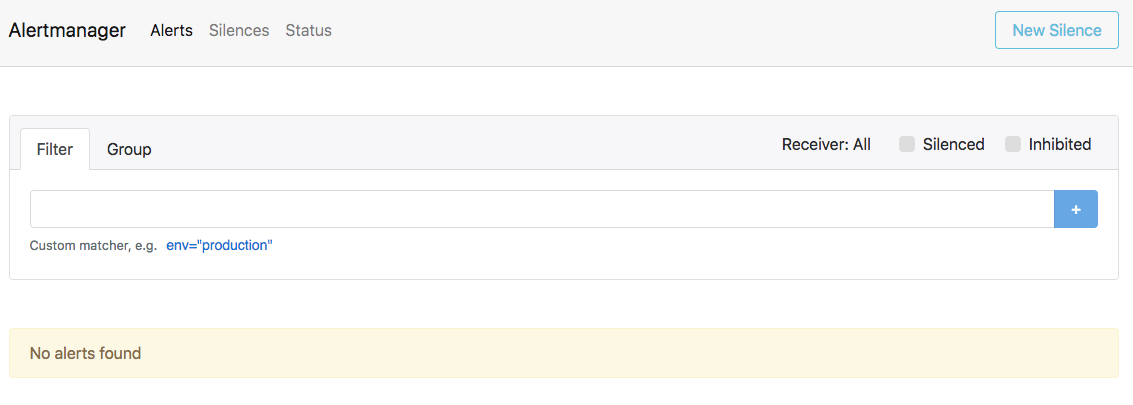 Alertmanager Alerts Silences Status New Silence
Filter Group Receiver: All Silenced Inhibited
+
Custom matcher, e.g. env="production"
No alerts found